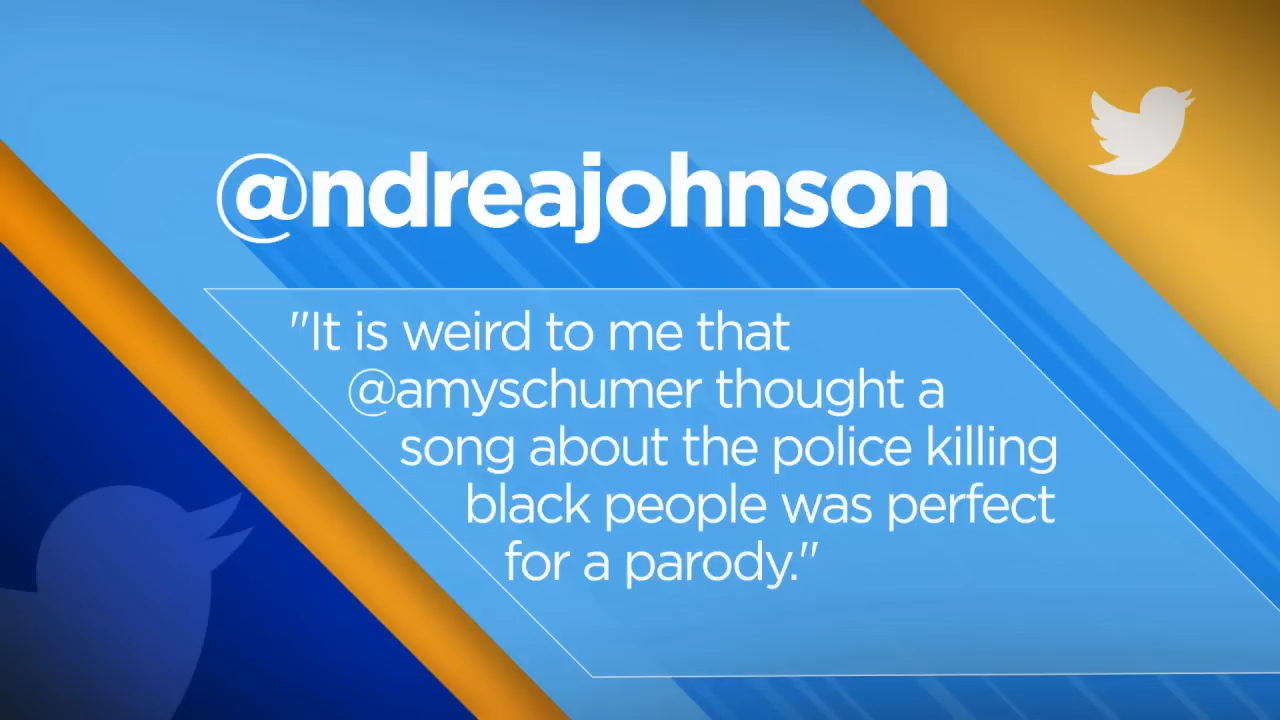 @ndreajohnson
"It is weird to me that
@amyschumer thought a
song about the police killing
black people was perfect
for a parody."